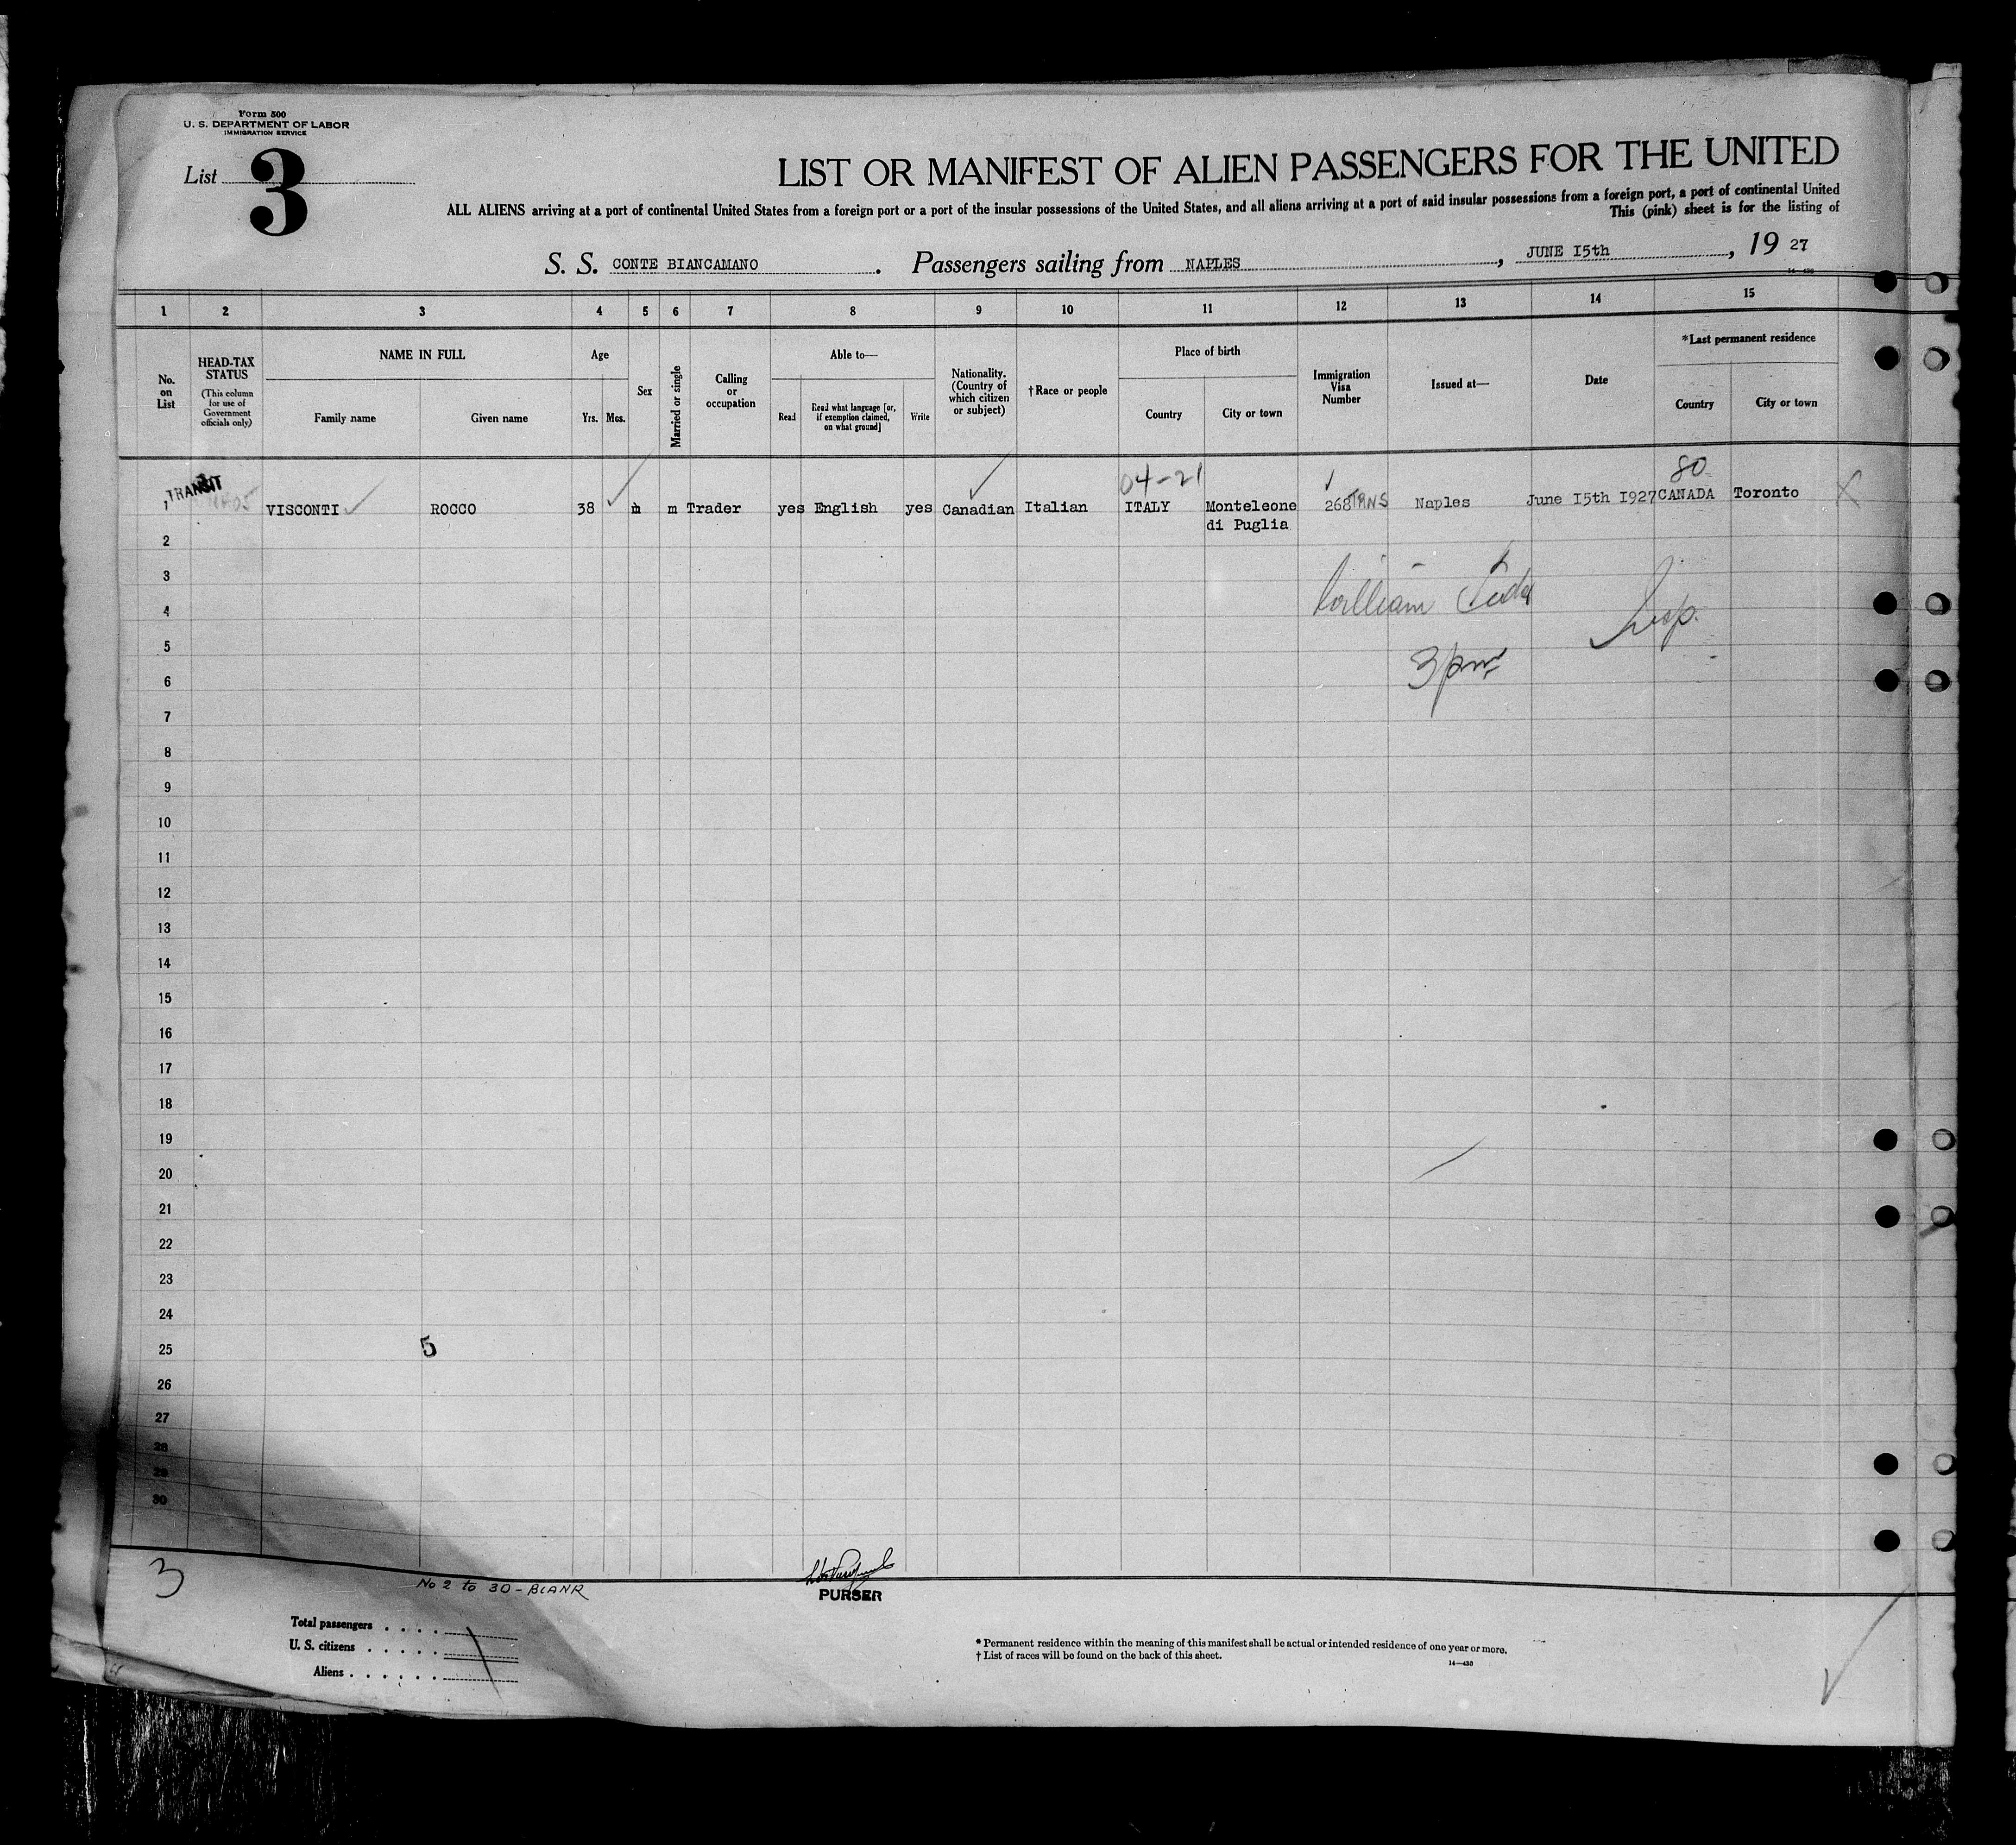 Form 500
U. S. DEPARTMENT OF LABOR
IMMIGRATION SERVICE
List 3
LIST OR MANIFEST OF ALIEN PASSENGERS FOR THE UNITED
ALL ALIENS arriving at a port of continental United States from a foreign port or a port of the insular possessions of the United States, and all aliens arriving at a port of said insular possessions from a foreign port, a port of continental United
This (pink) sheet is for the listing of
S. S. CONTE BIANCAMANO . Passengers sailing from NAPLES , JUNE I5th , 19 27
1 2 3 4 5 6 7 8 9 10 11 12 13 14 15
No. on List
HEAD-TAX STATUS
(This column for use of Government officials only)
NAME IN FULL
Family name
Given name
Age
Yrs.
Mos.
Sex
Married or single
Calling or occupation
Able to—
Read
Read what language [or, if exemption claimed, on what ground]
Write
Nationality. (Country of which citizen or subject)
†Race or people
Place of birth
Country
City or town
Immigration Visa Number
Issued at—
Date
*Last permanent residence
Country
City or town
04-21
80
1 TRANSIT VISCONTI ROCCO 38 m m Trader yes English yes Canadian Italian ITALY Monteleone di Puglia 268 TRNS Naples June I5th I927 CANADA Toronto
2
3
William
Insp.
4
5
3 pm
6
7
8
9
10
11
12
13
14
15
16
17
18
19
20
21
22
23
24
25
5
26
27
28
29
30
3
No 2 to 30 - BLANK
PURSER
Total passengers . . . .
U. S. citizens . . . . .
Aliens . . . . . .
* Permanent residence within the meaning of this manifest shall be actual or intended residence of one year or more.
† List of races will be found on the back of this sheet.